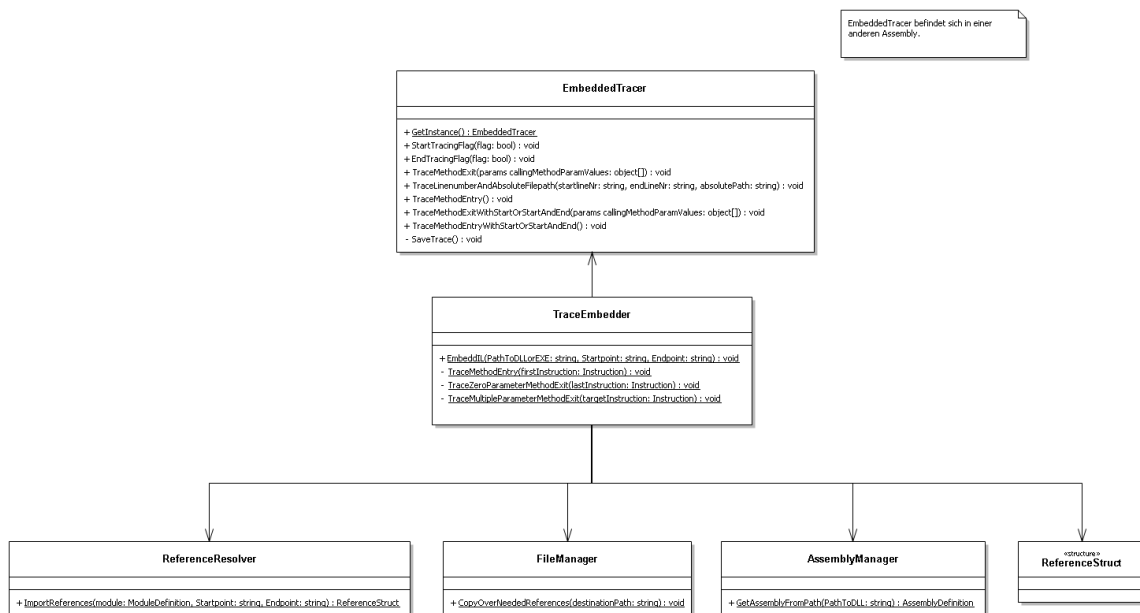 EmbeddedTracer befindet sich in einer
anderen Assembly.
EmbeddedTracer
+ GetInstance() : EmbeddedTracer
+ StartTracingFlag(flag: bool) : void
+ EndTracingFlag(flag: bool) : void
+ TraceMethodExit(params callingMethodParamValues: object[]) : void
+ TraceLinenumberAndAbsoluteFilepath(startlineNr: string, endLineNr: string, absolutePath: string) : void
+ TraceMethodEntry() : void
+ TraceMethodExitWithStartOrStartAndEnd(params callingMethodParamValues: object[]) : void
+ TraceMethodEntryWithStartOrStartAndEnd() : void
- SaveTrace() : void
TraceEmbedder
+ EmbeddIL(PathToDLLorEXE: string, Startpoint: string, Endpoint: string) : void
- TraceMethodEntry(firstInstruction: Instruction) : void
- TraceZeroParameterMethodExit(lastInstruction: Instruction) : void
- TraceMultipleParameterMethodExit(targetInstruction: Instruction) : void
ReferenceResolver
+ ImportReferences(module: ModuleDefinition, Startpoint: string, Endpoint: string) : ReferenceStruct
FileManager
+ CopyOverNeededReferences(destinationPath: string) : void
AssemblyManager
+ GetAssemblyFromPath(PathToDLL: string) : AssemblyDefinition
«structure»
ReferenceStruct